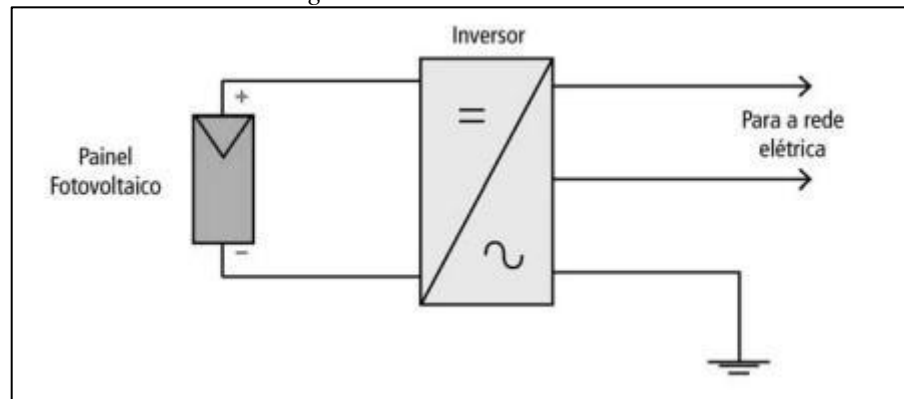 Inversor
+
Painel
Fotovoltaico
−
=
Para a rede
elétrica